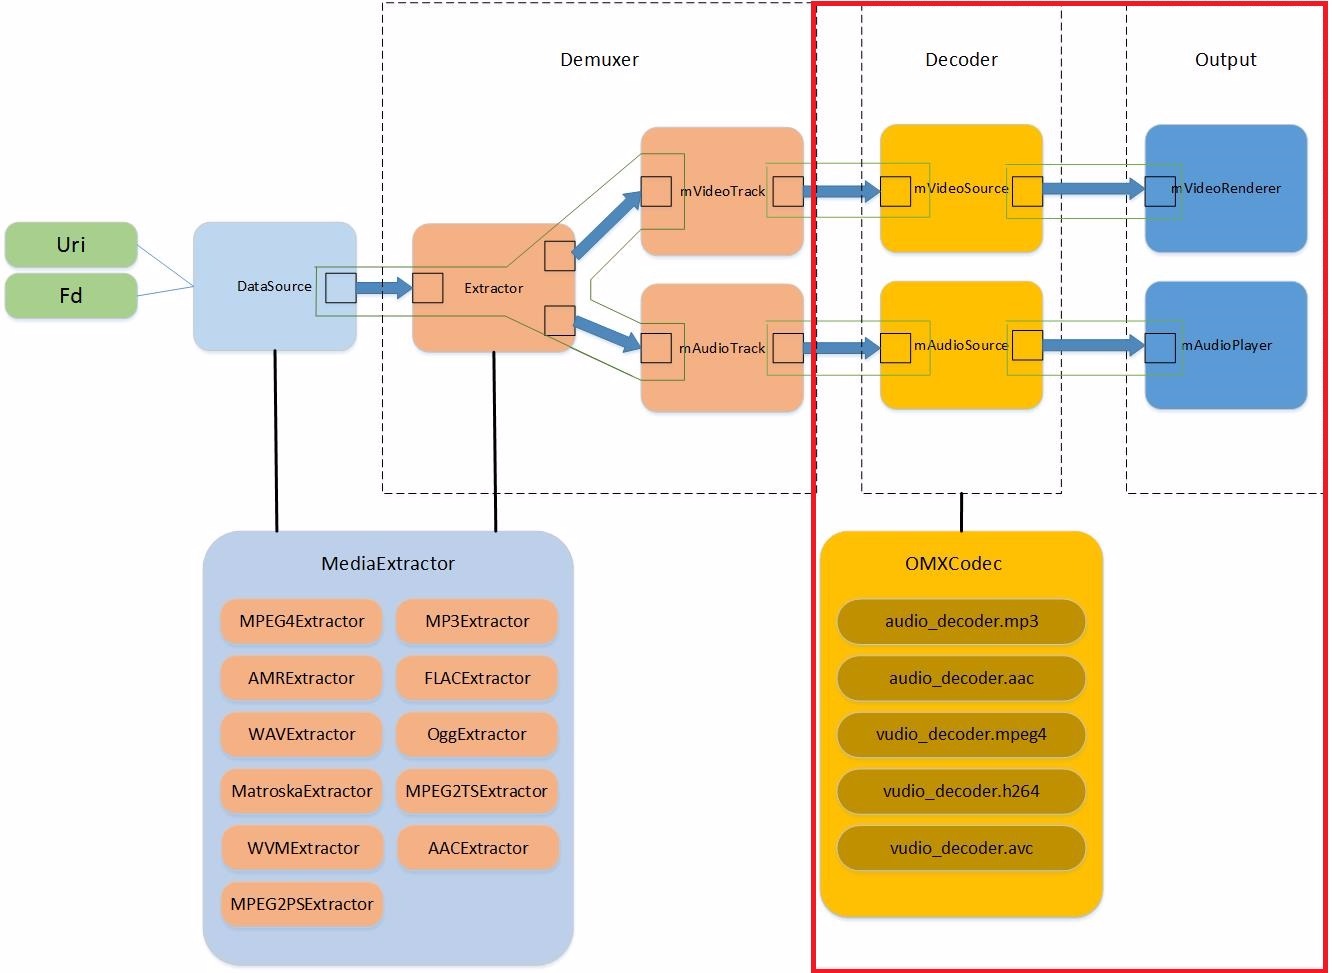 Demuxer
Decoder
Output
Uri
Fd
DataSource
Extractor
mVideoTrack
mAudioTrack
mVideoSource
mAudioSource
mVideoRenderer
mAudioPlayer
MediaExtractor
MPEG4Extractor
MP3Extractor
AMRExtractor
FLACExtractor
WAVExtractor
OggExtractor
MatroskaExtractor
MPEG2TSExtractor
WVMExtractor
AACExtractor
MPEG2PSExtractor
OMXCodec
audio_decoder.mp3
audio_decoder.aac
vudio_decoder.mpeg4
vudio_decoder.h264
vudio_decoder.avc